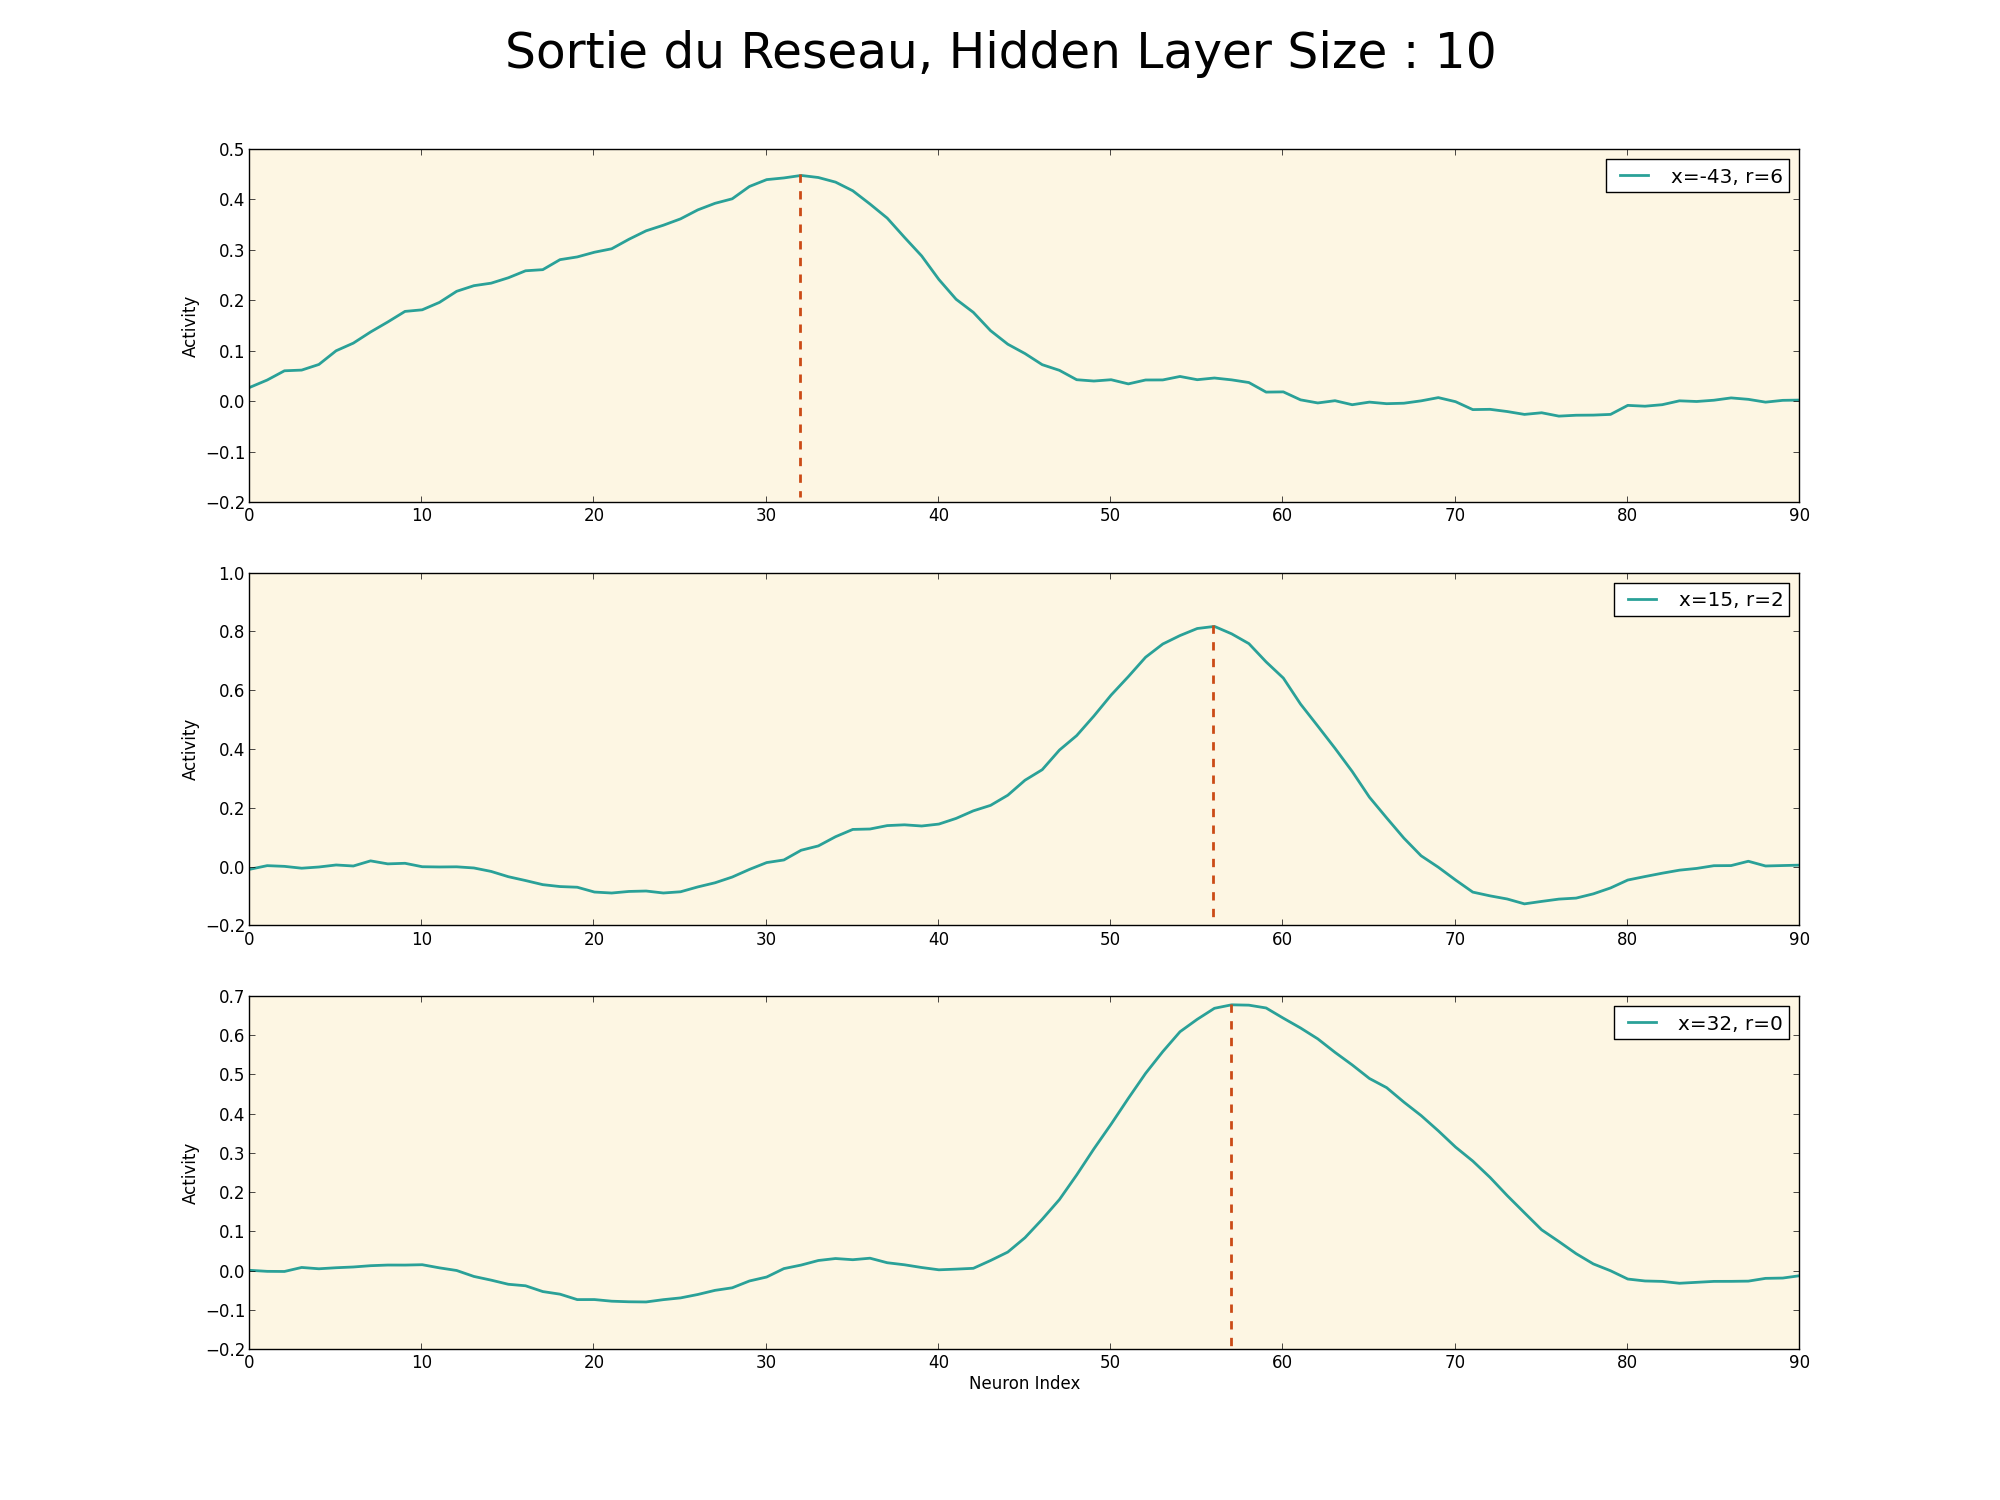 Sortie du Reseau, Hidden Layer Size : 10
0.5
0.4
0.3
0.2
0.1
0.0
−0.1
−0.2
Activity
x=-43, r=6
0 10 20 30 40 50 60 70 80 90
1.0
0.8
0.6
0.4
0.2
0.0
−0.2
Activity
x=15, r=2
0 10 20 30 40 50 60 70 80 90
0.7
0.6
0.5
0.4
0.3
0.2
0.1
0.0
−0.1
−0.2
Activity
x=32, r=0
0 10 20 30 40 50 60 70 80 90
Neuron Index